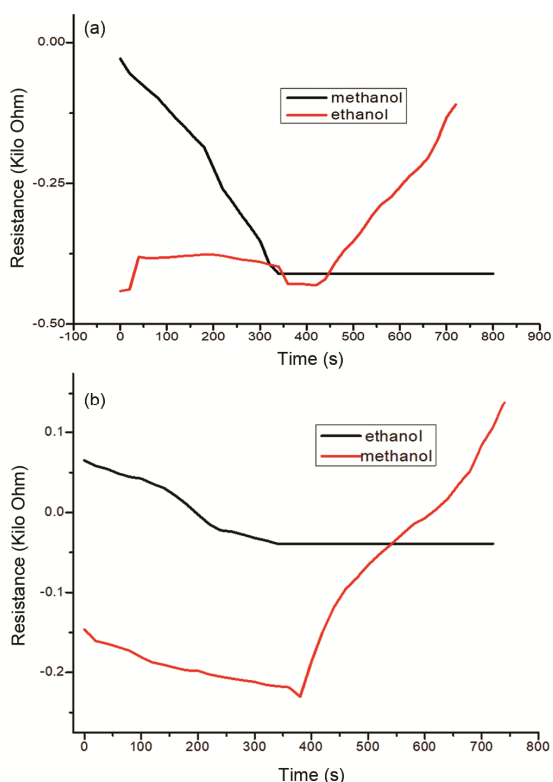 (a)
0.00
-0.25
-0.50
Resistance (Kilo Ohm)
methanol
ethanol
-100 0 100 200 300 400 500 600 700 800 900
Time (s)
(b)
0.1
0.0
-0.1
-0.2
Resistance (Kilo Ohm)
ethanol
methanol
0 100 200 300 400 500 600 700 800
Time (s)